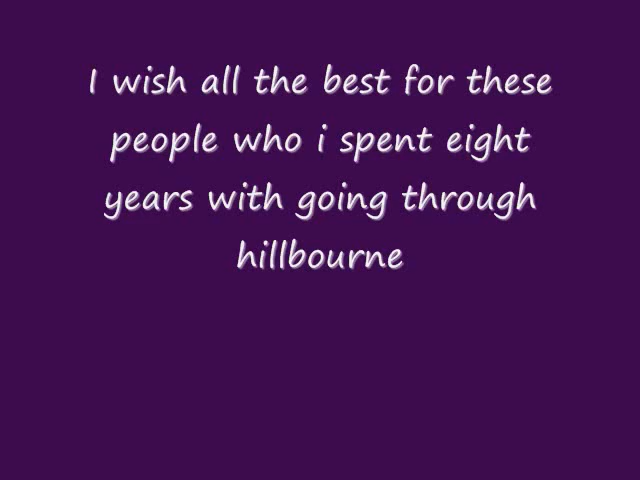 I wish all the best for these
people who i spent eight
years with going through
hillbourne